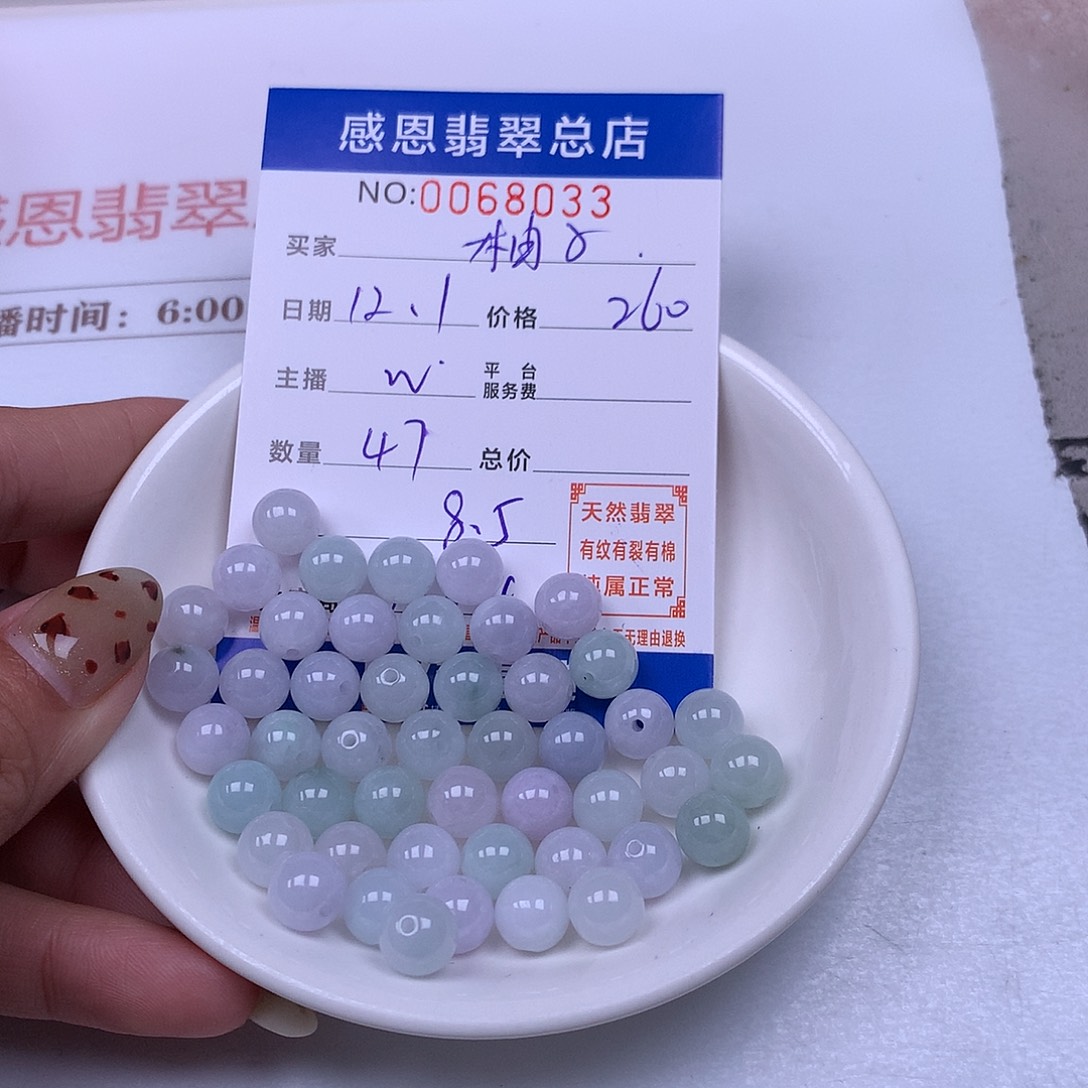 感恩翡翠总店
NO:0068033
恩翡翠
播时间：6:00
买家 柚子
日期 12、1 价格 260
主播 W 平台服务费
数量 47 总价
8.5
天然翡翠
有纹有裂有棉
纯属正常
无理由退换